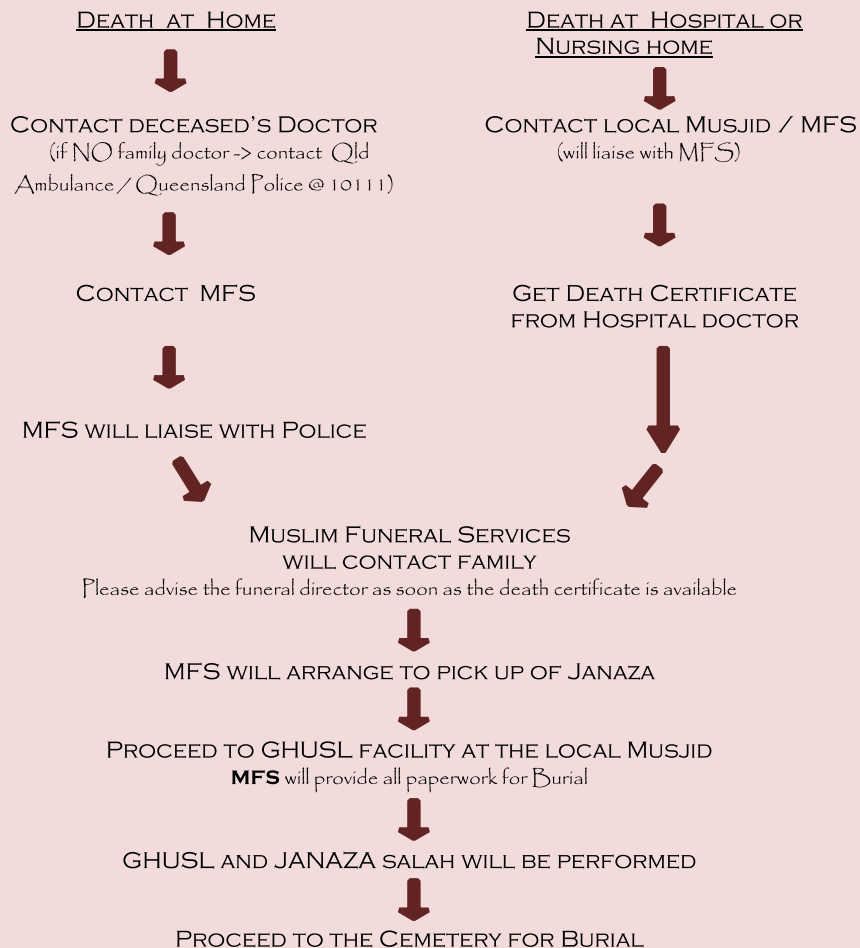 Death at Home
Contact deceased's Doctor
(if NO family doctor -> contact Qld
Ambulance / Queensland Police @ 10111)
Contact MFS
MFS will liaise with Police
Death at Hospital or
Nursing home
Contact local Musjid / MFS
(will liaise with MFS)
Get Death Certificate
from Hospital doctor
Muslim Funeral Services
will contact family
Please advise the funeral director as soon as the death certificate is available
MFS will arrange to pick up of Janaza
Proceed to GHUSL facility at the local Musjid
MFS will provide all paperwork for Burial
GHUSL and JANAZA salah will be performed
Proceed to the Cemetery for Burial